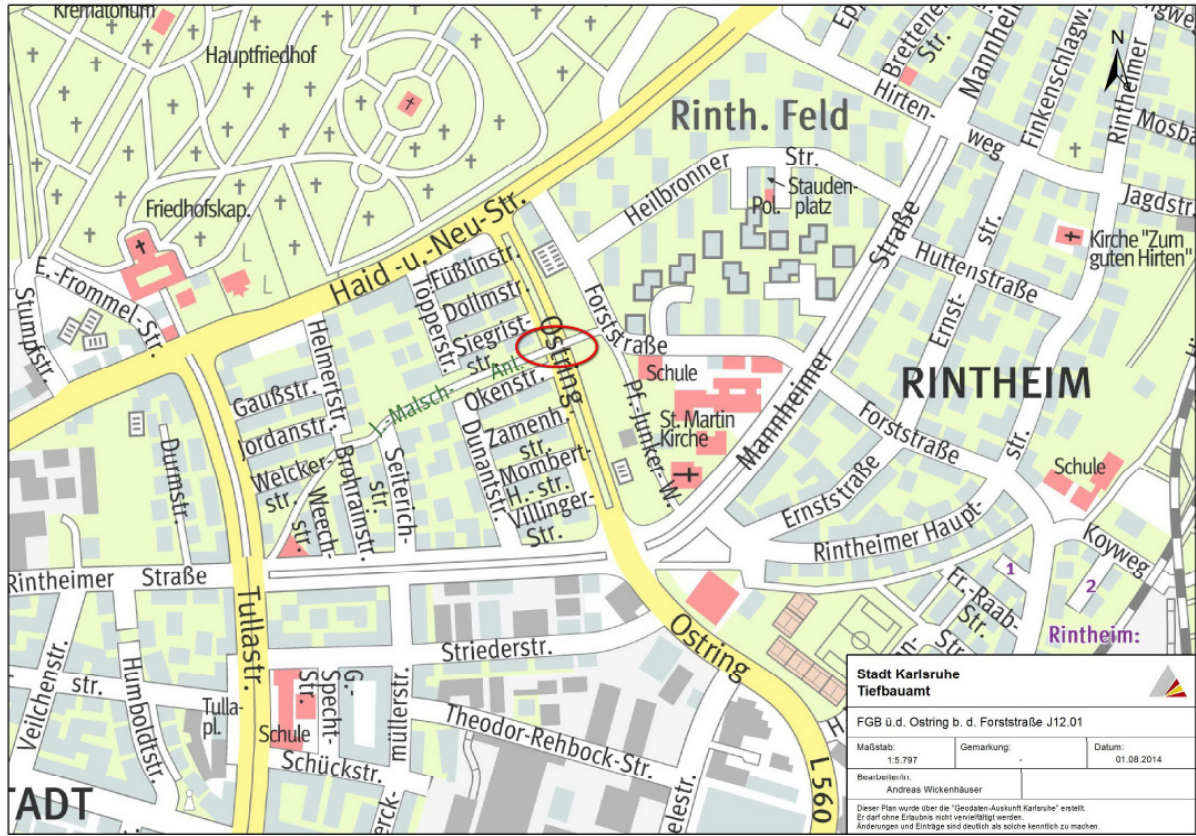 Krematorium
Hauptfriedhof
Friedhofskap.
E.-Frommel-Str.
Stumpfstr.
Haid-u.-Neu-Str.
Rinth. Feld
Heilbronner
Str.
Stauden-
platz
Pol.
Brettener
Str.
Mannheimer
Straße
Hirten-
weg
Finkenschlagw.
Rintheimer
str.
Jagdstr.
N
Kirche "Zum
guten Hirten"
Huttenstraße
Ernst-
str.
Füßlinstr.
Dollmstr.
Töpperstr.
Siegrist-
str.
Ostring
Forststraße
Helmertstr.
Gaußstr.
Jordanstr.
Welcker-
str.
Weech-
str.
Brohrainstr.
Seiterich-
str.
J.-Malsch-
Anl.
Okenstr.
Zamenh.
str.
Mombert-
str.
H.-
Villinger-
Str.
Dunantstr.
Pf.-Junker-W.
Schule
St. Martin
Kirche
RINTHEIM
Forststraße
Ernststraße
Rintheimer Haupt-
Schule
Koyweg
1
2
Rintheim:
Fr.-Raab-
Str.
Durmstr.
Rintheimer
Straße
Tullastr.
Veilchenstr.
str.
Humboldtstr.
Tulla-
pl.
Schule
G.-
Specht-
Str.
müllerstr.
Schückstr.
Striederstr.
Theodor-Rehbock-Str.
Ostring
L 560
Stadt Karlsruhe
Tiefbauamt
FGB ü.d. Ostring b. d. Forststraße J12.01
Maßstab:
1:5.797
Gemarkung:
-
Datum:
01.08.2014
Bearbeiter/in:
Andreas Wickenhäuser
Dieser Plan wurde über die "Geodaten-Auskunft Karlsruhe" erstellt.
Er darf ohne Erlaubnis nicht vervielfältigt werden.
Änderungen und Einträge sind deutlich als solche kenntlich zu machen.